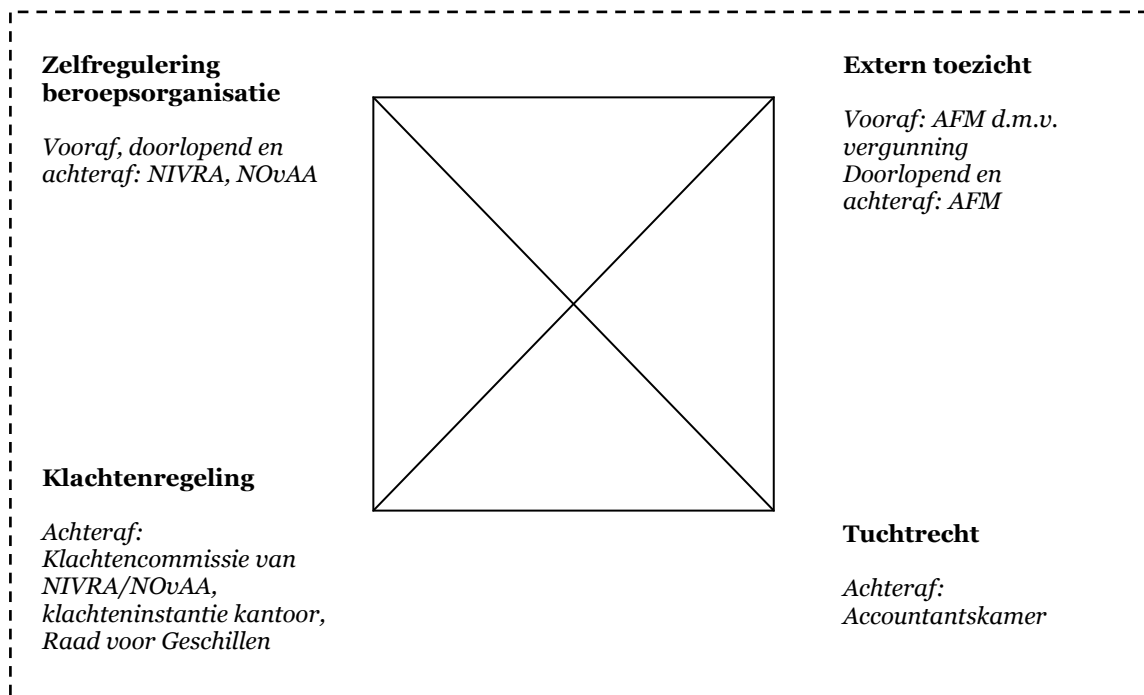 Zelfregulering
beroepsorganisatie
Vooraf, doorlopend en
achteraf: NIVRA, NOvAA
Extern toezicht
Vooraf: AFM d.m.v.
vergunning
Doorlopend en
achteraf: AFM
Klachtenregeling
Achteraf:
Klachtencommissie van
NIVRA/NOvAA,
klachteninstantie kantoor,
Raad voor Geschillen
Tuchtrecht
Achteraf:
Accountantskamer